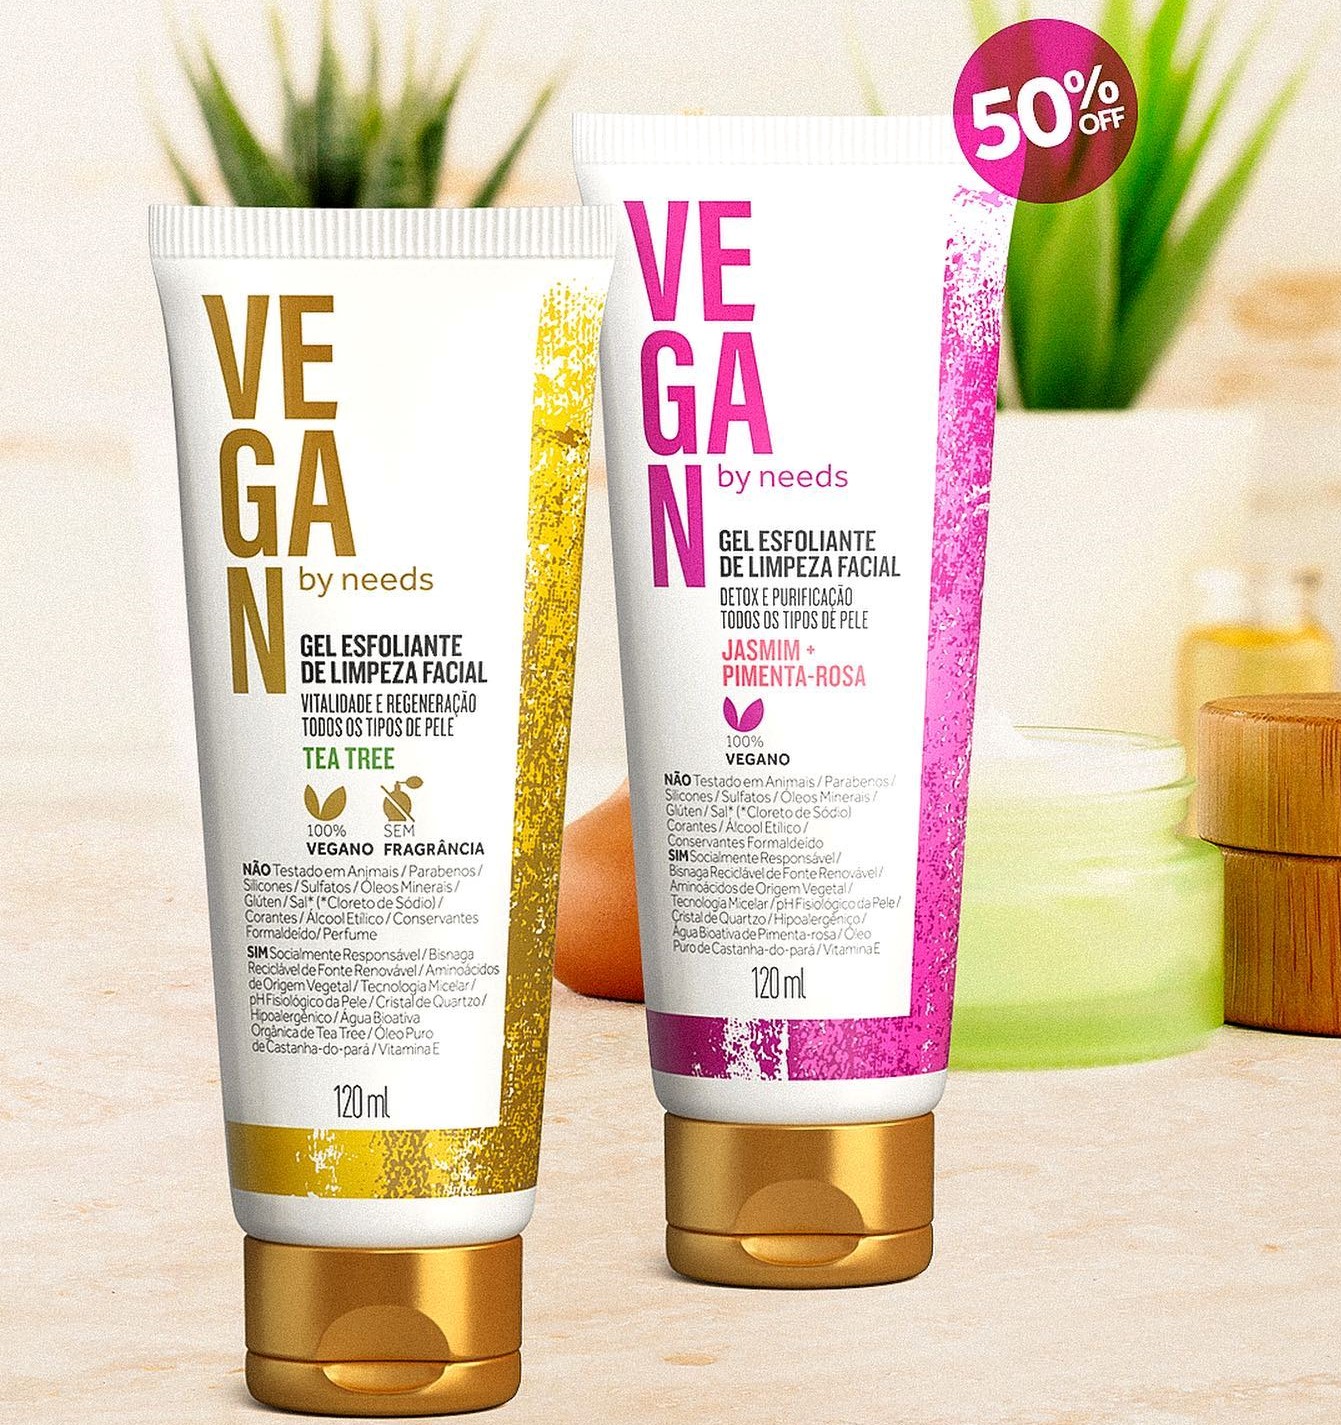 50%
OFF
VE
GA
N
by needs
GEL ESFOLIANTE
DE LIMPEZA FACIAL
VITALIDADE E REGENERAÇÃO
TODOS OS TIPOS DE PELE
TEA TREE
100%
VEGANO
SEM
FRAGRÂNCIA
NÃO Testado em Animais / Parabenos /
Silicones / Sulfatos / Óleos Minerais /
Glúten / Sal* (*Cloreto de Sódio) /
Corantes / Álcool Etílico / Conservantes
Formaldeído/ Perfume
SIM Socialmente Responsável / Bisnaga
Reciclável de Fonte Renovável / Aminoácidos
de Origem Vegetal / Tecnologia Micelar /
pH Fisiológico da Pele / Cristal de Quartzo /
Hipoalergênico / Água Bioativa
Orgânica de Tea Tree / Óleo Puro
de Castanha-do-pará / Vitamina E
120 ml
VE
GA
N
by needs
GEL ESFOLIANTE
DE LIMPEZA FACIAL
DETOX E PURIFICAÇÃO
TODOS OS TIPOS DE PELE
JASMIM +
PIMENTA-ROSA
100%
VEGANO
NÃO Testado em Animais / Parabenos /
Silicones / Sulfatos / Óleos Minerais /
Glúten / Sal* (*Cloreto de Sódio)
Corantes / Álcool Etílico /
Conservantes Formaldeído
SIM Socialmente Responsável /
Bisnaga Reciclável de Fonte Renovável /
Aminoácidos de Origem Vegetal /
Tecnologia Micelar / pH Fisiológico da Pele /
Cristal de Quartzo / Hipoalergênico /
Água Bioativa de Pimenta-rosa / Óleo
Puro de Castanha-do-pará / Vitamina E
120 ml